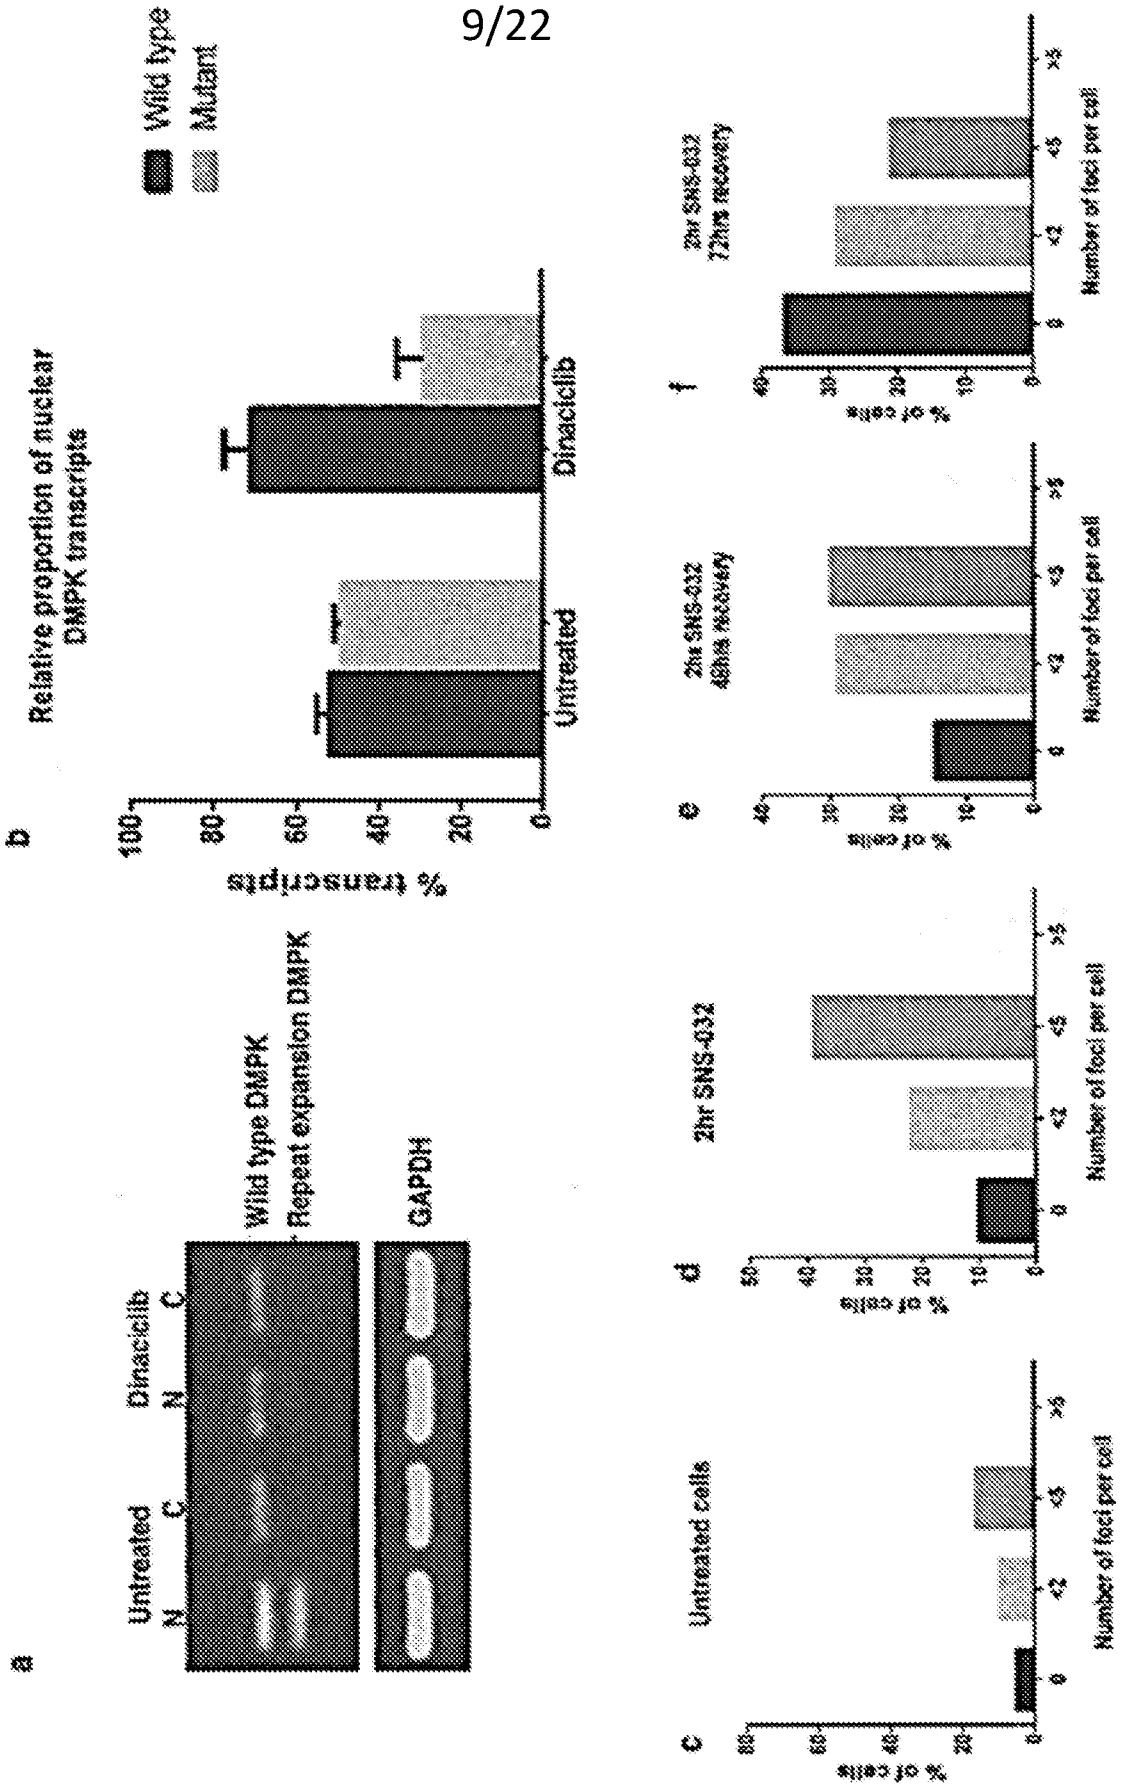 9/22
a
Untreated Dinaciclib
N C N C
Wild type DMPK
Repeat expansion DMPK
GAPDH
b
Relative proportion of nuclear
DMPK transcripts
Wild type
Mutant
% transcripts
100
80
60
40
20
0
Untreated Dinaciclib
c
Untreated cells
% of cells
80
60
40
20
0
0 <2 <5 >5
Number of foci per cell
d
2hr SNS-032
% of cells
50
40
30
20
10
0
0 <2 <5 >5
Number of foci per cell
e
2hr SNS-032
48hrs recovery
% of cells
40
30
20
10
0
0 <2 <5 >5
Number of foci per cell
f
2hr SNS-032
72hrs recovery
% of cells
40
30
20
10
0
0 <2 <5 >5
Number of foci per cell